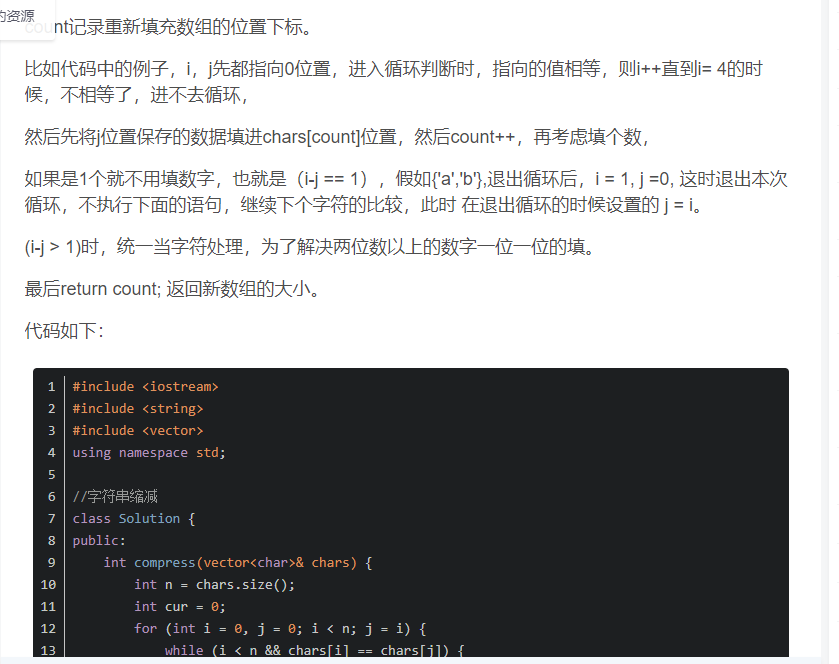 的资源
count记录重新填充数组的位置下标。
比如代码中的例子，i，j先都指向0位置，进入循环判断时，指向的值相等，则i++直到i= 4的时
候，不相等了，进不去循环，
然后先将j位置保存的数据填进chars[count]位置，然后count++，再考虑填个数，
如果是1个就不用填数字，也就是（i-j == 1），假如{'a','b'},退出循环后，i = 1, j =0, 这时退出本次
循环，不执行下面的语句，继续下个字符的比较，此时 在退出循环的时候设置的 j = i。
(i-j > 1)时，统一当字符处理，为了解决两位数以上的数字一位一位的填。
最后return count; 返回新数组的大小。
代码如下：
1 #include <iostream>
2 #include <string>
3 #include <vector>
4 using namespace std;
5
6 //字符串缩减
7 class Solution {
8 public:
9 int compress(vector<char>& chars) {
10 int n = chars.size();
11 int cur = 0;
12 for (int i = 0, j = 0; i < n; j = i) {
13 while (i < n && chars[i] == chars[j]) {